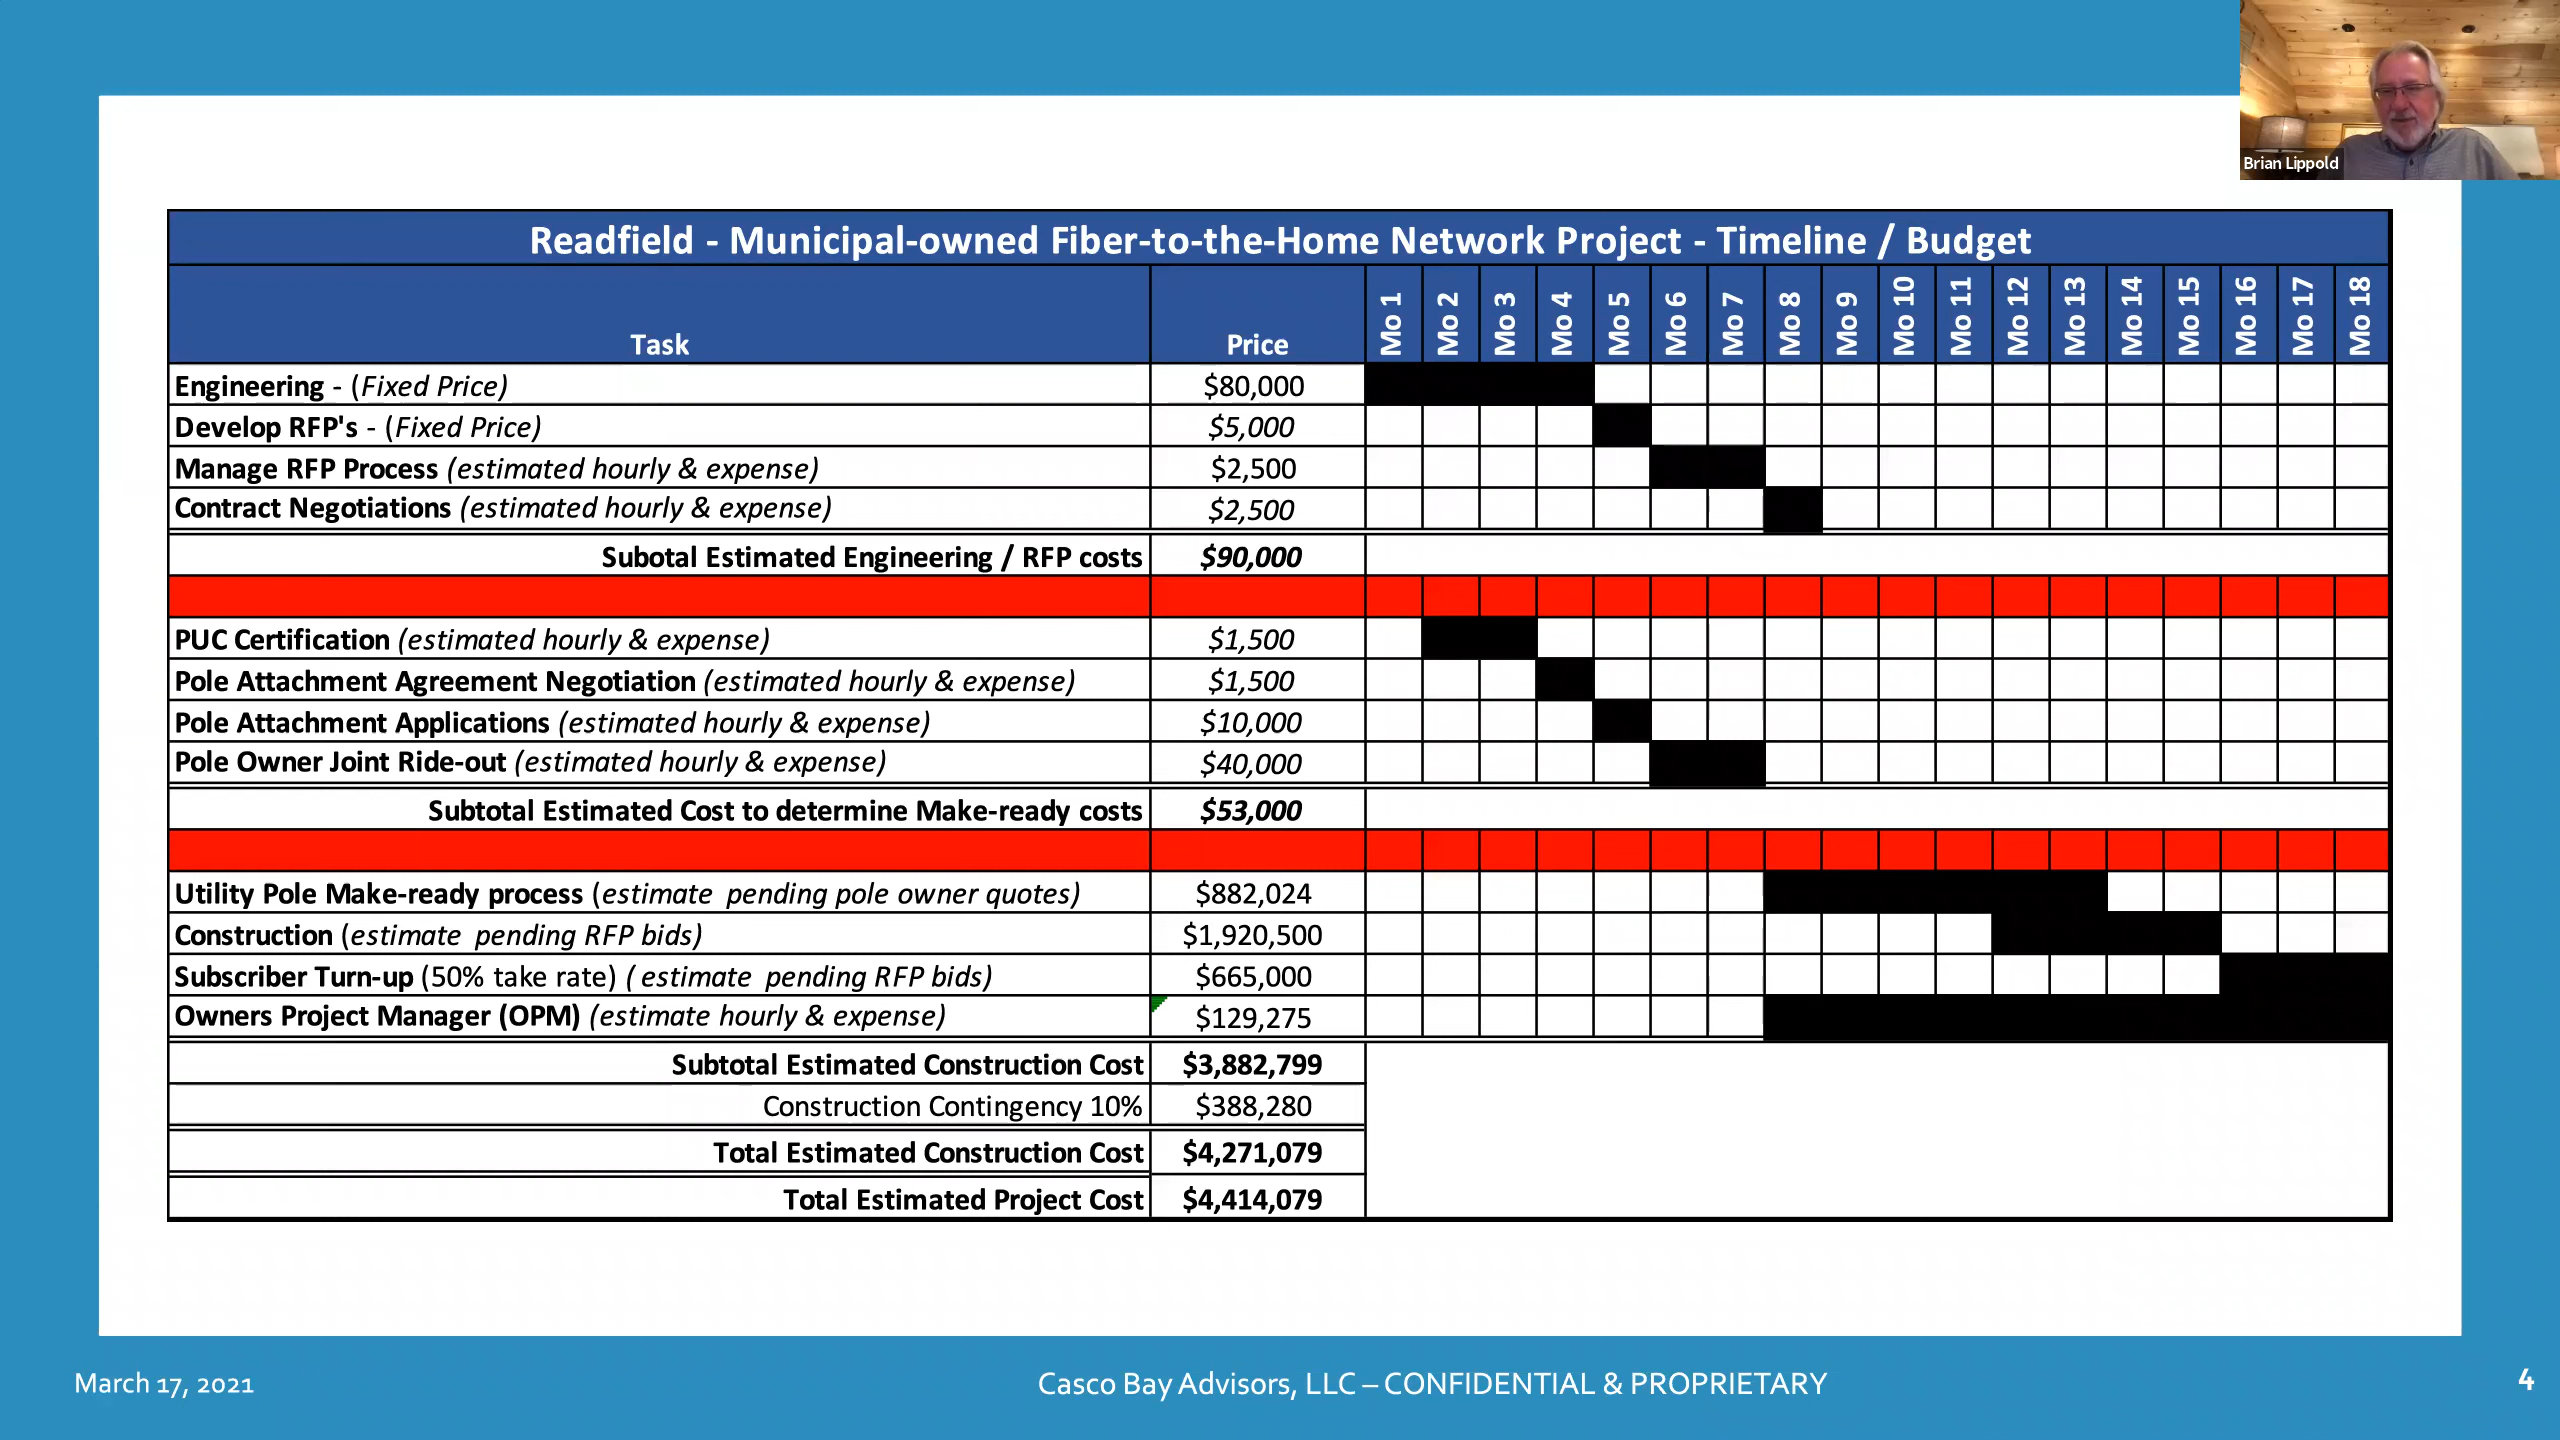 Brian Lippold
Readfield - Municipal-owned Fiber-to-the-Home Network Project - Timeline / Budget
Task Price Mo 1 Mo 2 Mo 3 Mo 4 Mo 5 Mo 6 Mo 7 Mo 8 Mo 9 Mo 10 Mo 11 Mo 12 Mo 13 Mo 14 Mo 15 Mo 16 Mo 17 Mo 18
Engineering - (Fixed Price) $80,000
Develop RFP's - (Fixed Price) $5,000
Manage RFP Process (estimated hourly & expense) $2,500
Contract Negotiations (estimated hourly & expense) $2,500
Subotal Estimated Engineering / RFP costs $90,000
PUC Certification (estimated hourly & expense) $1,500
Pole Attachment Agreement Negotiation (estimated hourly & expense) $1,500
Pole Attachment Applications (estimated hourly & expense) $10,000
Pole Owner Joint Ride-out (estimated hourly & expense) $40,000
Subtotal Estimated Cost to determine Make-ready costs $53,000
Utility Pole Make-ready process (estimate pending pole owner quotes) $882,024
Construction (estimate pending RFP bids) $1,920,500
Subscriber Turn-up (50% take rate) ( estimate pending RFP bids) $665,000
Owners Project Manager (OPM) (estimate hourly & expense) $129,275
Subtotal Estimated Construction Cost $3,882,799
Construction Contingency 10% $388,280
Total Estimated Construction Cost $4,271,079
Total Estimated Project Cost $4,414,079
March 17, 2021 Casco Bay Advisors, LLC – CONFIDENTIAL & PROPRIETARY 4